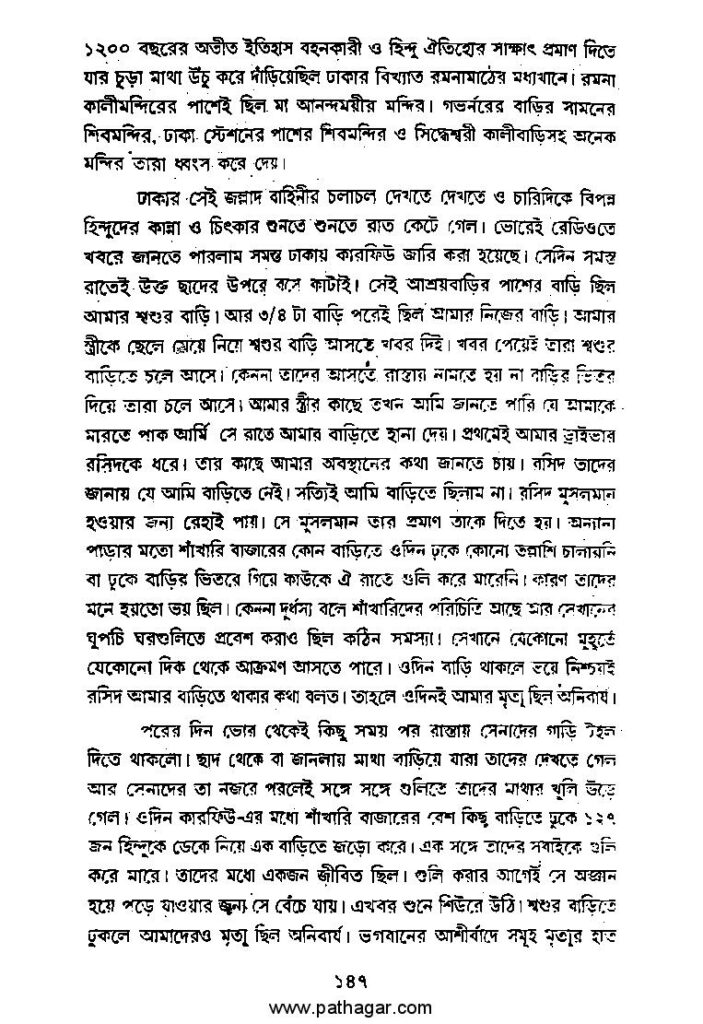 ১২০০ বছরের অতীত ইতিহাস বহনকারী ও হিন্দু ঐতিহ্যের সাক্ষাৎ প্রমাণ দিতে
যার চুড়া মাথা উঁচু করে দাঁড়িয়েছিল ঢাকার বিখ্যাত রমনামাঠের মধ্যখানে। রমনা
কালীমন্দিরের পাশেই ছিল মা আনন্দময়ীর মন্দির। গভর্নরের বাড়ির সামনের
শিবমন্দির, ঢাকা স্টেশনের পাশের শিবমন্দির ও সিদ্ধেশ্বরী কালীবাড়িসহ অনেক
মন্দির তারা ধ্বংস করে দেয়।
ঢাকার সেই জল্লাদ বাহিনীর চলাচল দেখতে দেখতে ও চারিদিকে বিপন্ন
হিন্দুদের কান্না ও চিৎকার শুনতে শুনতে রাত কেটে গেল। ভোরেই রেডিওতে
খবরে জানতে পারলাম সমস্ত ঢাকায় কারফিউ জারি করা হয়েছে। সেদিন সমস্ত
রাতেই উক্ত ছাদের উপরে বসে কাটাই। সেই আশ্রয়বাড়ির পাশের বাড়ি ছিল
আমার শ্বশুর বাড়ি। আর ৩/৪ টা বাড়ি পরেই ছিল আমার নিজের বাড়ি। আমার
স্ত্রীকে ছেলে মেয়ে নিয়ে শ্বশুর বাড়ি আসতে খবর দিই। খবর পেয়েই তারা শ্বশুর
বাড়িতে চলে আসে। কেননা তাদের আসতে রাস্তায় নামতে হয় না বাড়ির ভিতর
দিয়ে তারা চলে আসে। আমার স্ত্রীর কাছে তখন আমি জানতে পারি যে আমাকে
মারতে পাক আর্মি সে রাতে আমার বাড়িতে হানা দেয়। প্রথমেই আমার ড্রাইভার
রসিদকে ধরে। তার কাছে আমার অবস্থানের কথা জানতে চায়। রসিদ তাদের
জানায় যে আমি বাড়িতে নেই। সত্যিই আমি বাড়িতে ছিলাম না। রসিদ মুসলমান
হওয়ার জন্য রেহাই পায়। সে মুসলমান তার প্রমাণ তাকে দিতে হয়। অন্যান্য
পাড়ার মতো শাঁখারি বাজারের কোন বাড়িতে ওদিন ঢুকে কোনো তল্লাশি চালায়নি
বা ঢুকে বাড়ির ভিতরে গিয়ে কাউকে ঐ রাতে গুলি করে মারেনি। কারণ তাদের
মনে হয়তো ভয় ছিল। কেননা দুর্ধস্য বলে শাঁখারিদের পরিচিতি আছে আর সেখানের
ঘুপচি ঘরগুলিতে প্রবেশ করাও ছিল কঠিন সমস্যা। সেখানে যেকোনো মুহূর্তে
যেকোনো দিক থেকে আক্রমণ আসতে পারে। ওদিন বাড়ি থাকলে ভয়ে নিশ্চয়ই
রসিদ আমার বাড়িতে থাকার কথা বলত। তাহলে ওদিনই আমার মৃত্যু ছিল অনিবার্য।
পরের দিন ভোর থেকেই কিছু সময় পর রাস্তায় সেনাদের গাড়ি টহল
দিতে থাকলো। ছাদ থেকে বা জানলায় মাথা বাড়িয়ে যারা তাদের দেখতে গেল
আর সেনাদের তা নজরে পরলেই সঙ্গে সঙ্গে গুলিতে তাদের মাথার খুলি উড়ে
গেল। ওদিন কারফিউ-এর মধ্যে শাঁখারি বাজারের বেশ কিছু বাড়িতে ঢুকে ১২৭
জন হিন্দুকে ডেকে নিয়ে এক বাড়িতে জড়ো করে। এক সঙ্গে তাদের সবাইকে গুলি
করে মারে। তাদের মধ্যে একজন জীবিত ছিল। গুলি করার আগেই সে অজ্ঞান
হয়ে পড়ে যাওয়ার জন্য সে বেঁচে যায়। এখবর শুনে শিউরে উঠি। শ্বশুর বাড়িতে
ঢুকলে আমাদেরও মৃত্যু ছিল অনিবার্য। ভগবানের আশীর্বাদে সমূহ মৃত্যুর হাত
১৪৭
www.pathagar.com